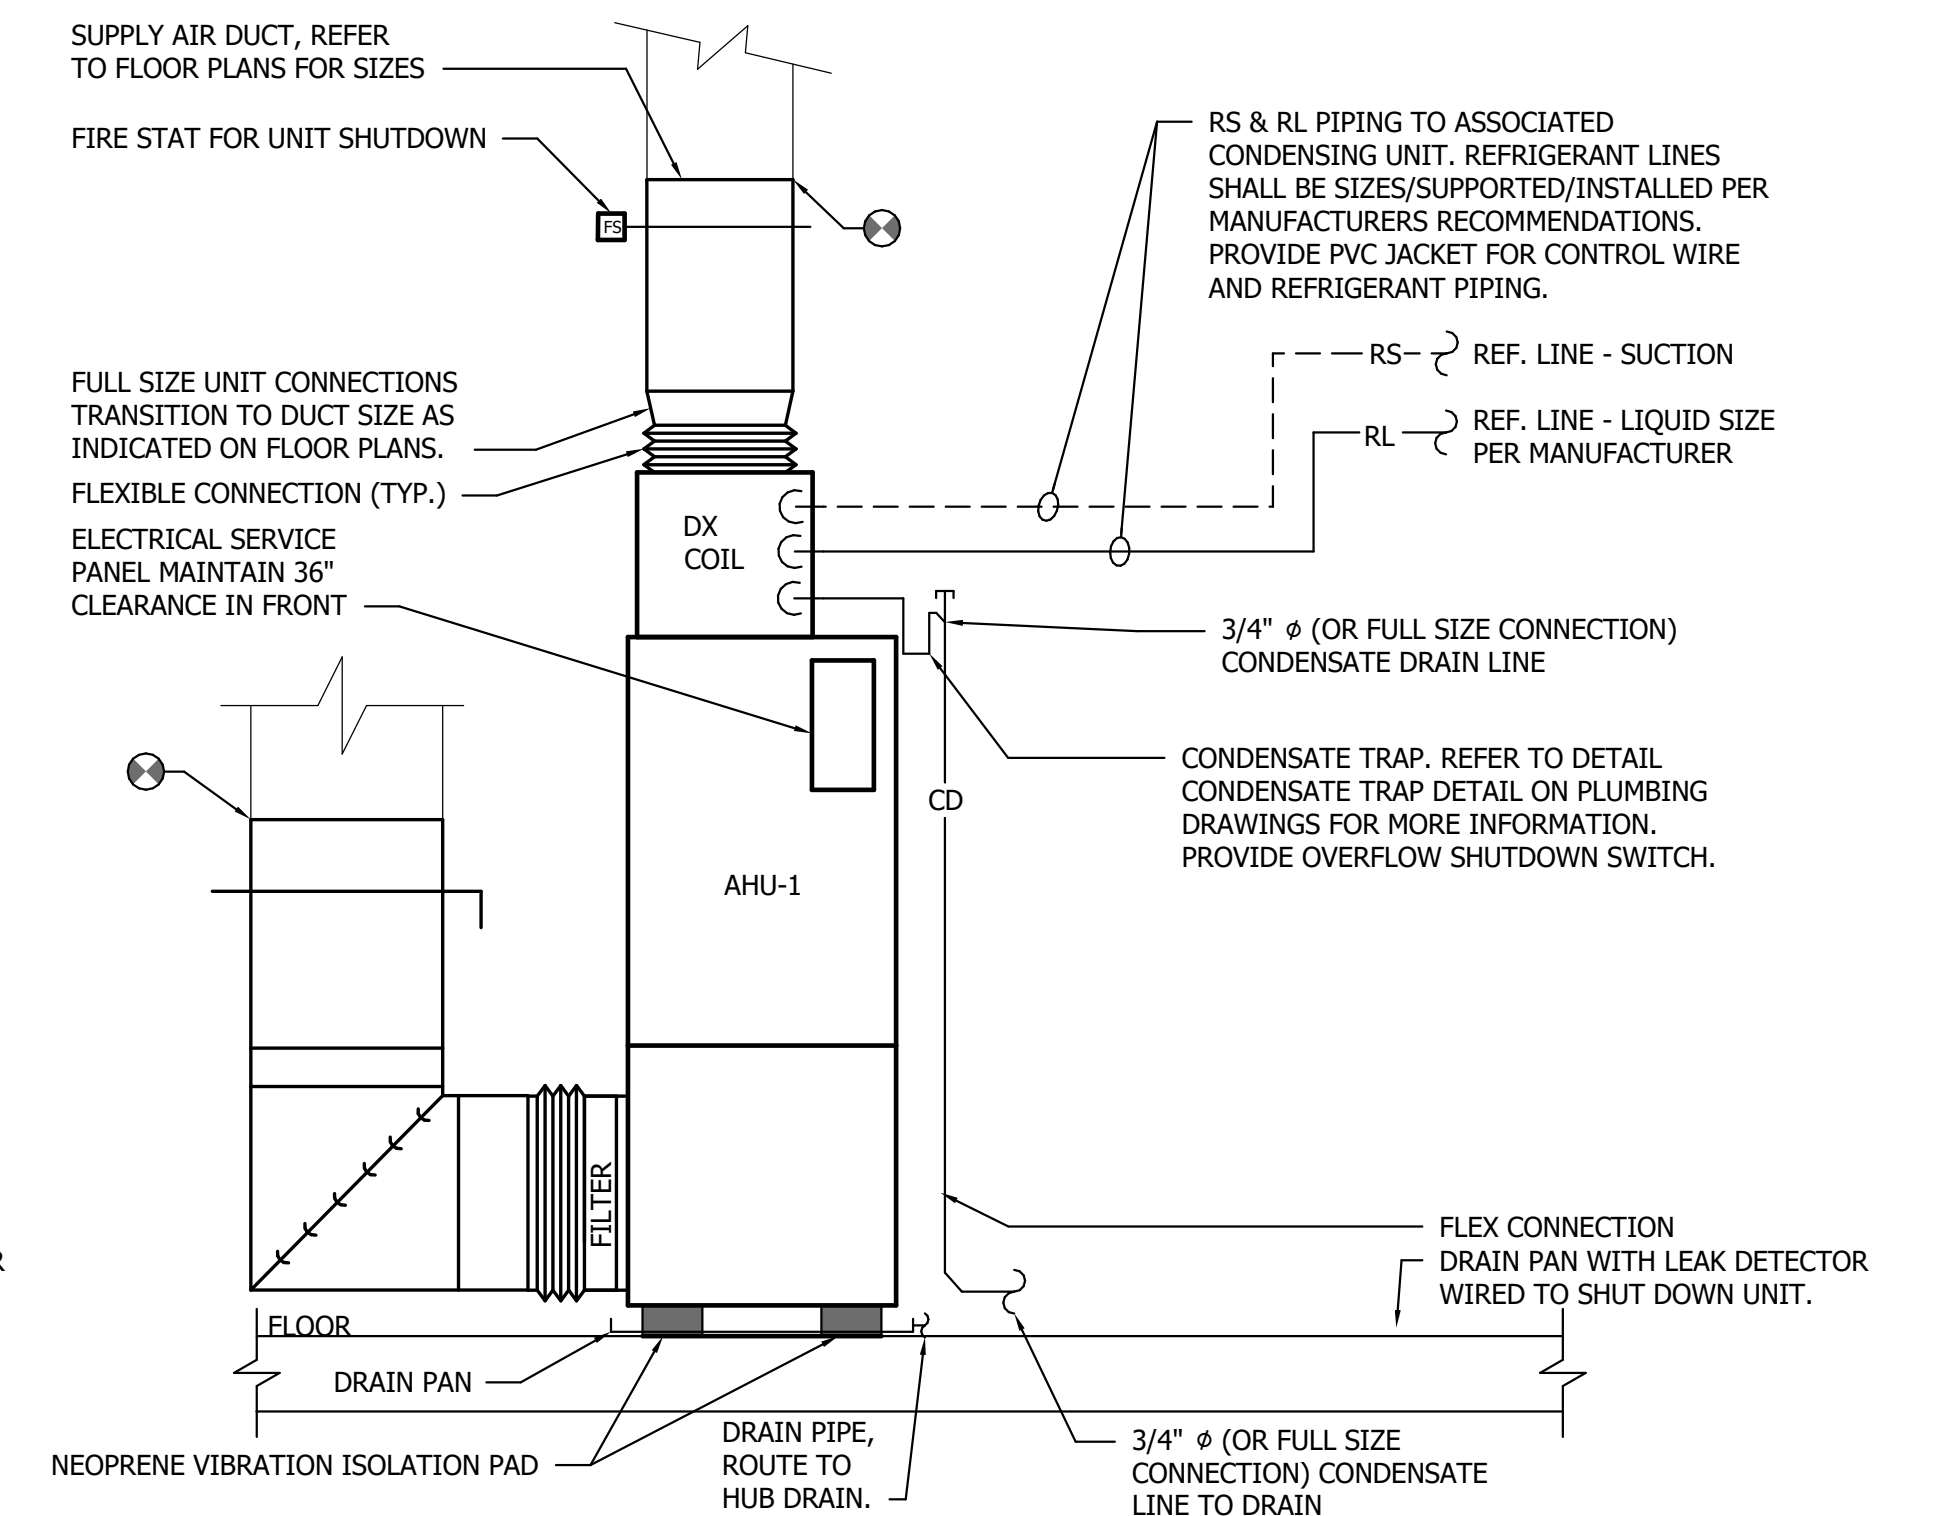 SUPPLY AIR DUCT, REFER
TO FLOOR PLANS FOR SIZES
FIRE STAT FOR UNIT SHUTDOWN
FS
RS & RL PIPING TO ASSOCIATED
CONDENSING UNIT. REFRIGERANT LINES
SHALL BE SIZES/SUPPORTED/INSTALLED PER
MANUFACTURERS RECOMMENDATIONS.
PROVIDE PVC JACKET FOR CONTROL WIRE
AND REFRIGERANT PIPING.
RS
REF. LINE - SUCTION
RL
REF. LINE - LIQUID SIZE
PER MANUFACTURER
FULL SIZE UNIT CONNECTIONS
TRANSITION TO DUCT SIZE AS
INDICATED ON FLOOR PLANS.
FLEXIBLE CONNECTION (TYP.)
ELECTRICAL SERVICE
PANEL MAINTAIN 36"
CLEARANCE IN FRONT
DX
COIL
3/4" ⌀ (OR FULL SIZE CONNECTION)
CONDENSATE DRAIN LINE
CONDENSATE TRAP. REFER TO DETAIL
CONDENSATE TRAP DETAIL ON PLUMBING
DRAWINGS FOR MORE INFORMATION.
PROVIDE OVERFLOW SHUTDOWN SWITCH.
CD
AHU-1
FILTER
R
FLEX CONNECTION
DRAIN PAN WITH LEAK DETECTOR
WIRED TO SHUT DOWN UNIT.
FLOOR
DRAIN PAN
NEOPRENE VIBRATION ISOLATION PAD
DRAIN PIPE,
ROUTE TO
HUB DRAIN.
3/4" ⌀ (OR FULL SIZE
CONNECTION) CONDENSATE
LINE TO DRAIN